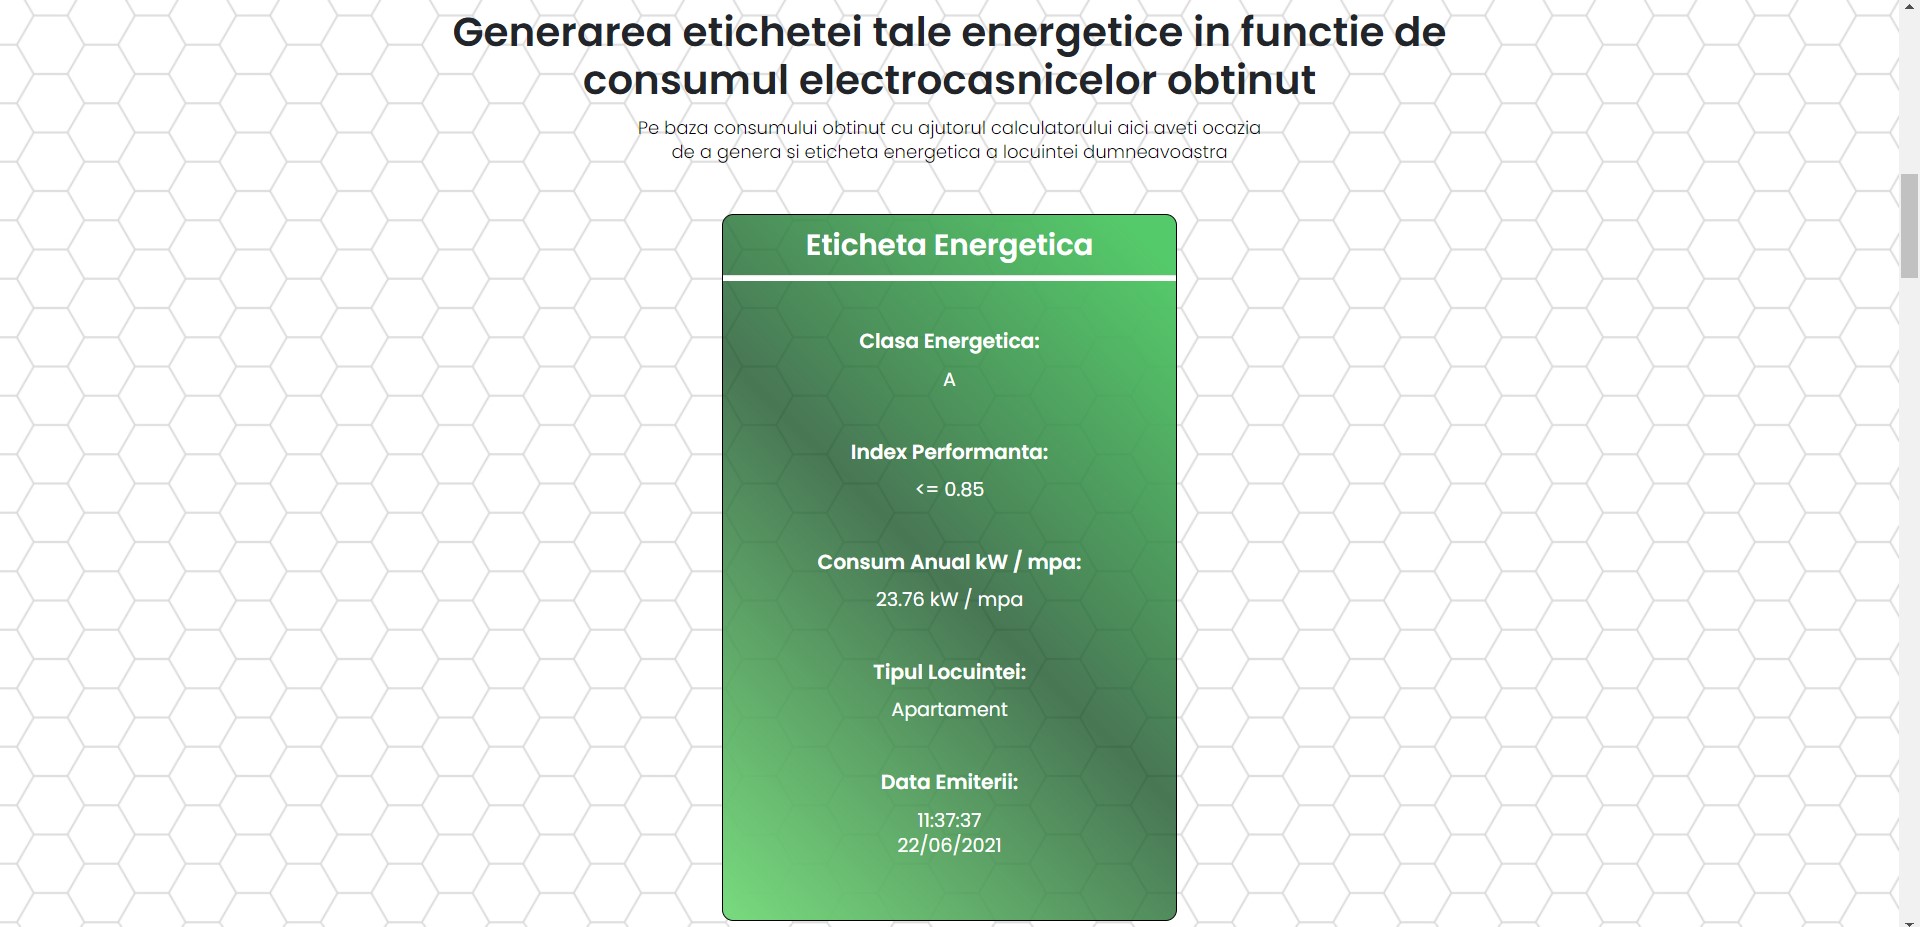 Generarea etichetei tale energetice in functie de
consumul electrocasnicelor obtinut
Pe baza consumului obtinut cu ajutorul calculatorului aici aveti ocazia
de a genera si eticheta energetica a locuintei dumneavoastra
Eticheta Energetica
Clasa Energetica:
A
Index Performanta:
<= 0.85
Consum Anual kW / mpa:
23.76 kW / mpa
Tipul Locuintei:
Apartament
Data Emiterii:
11:37:37
22/06/2021